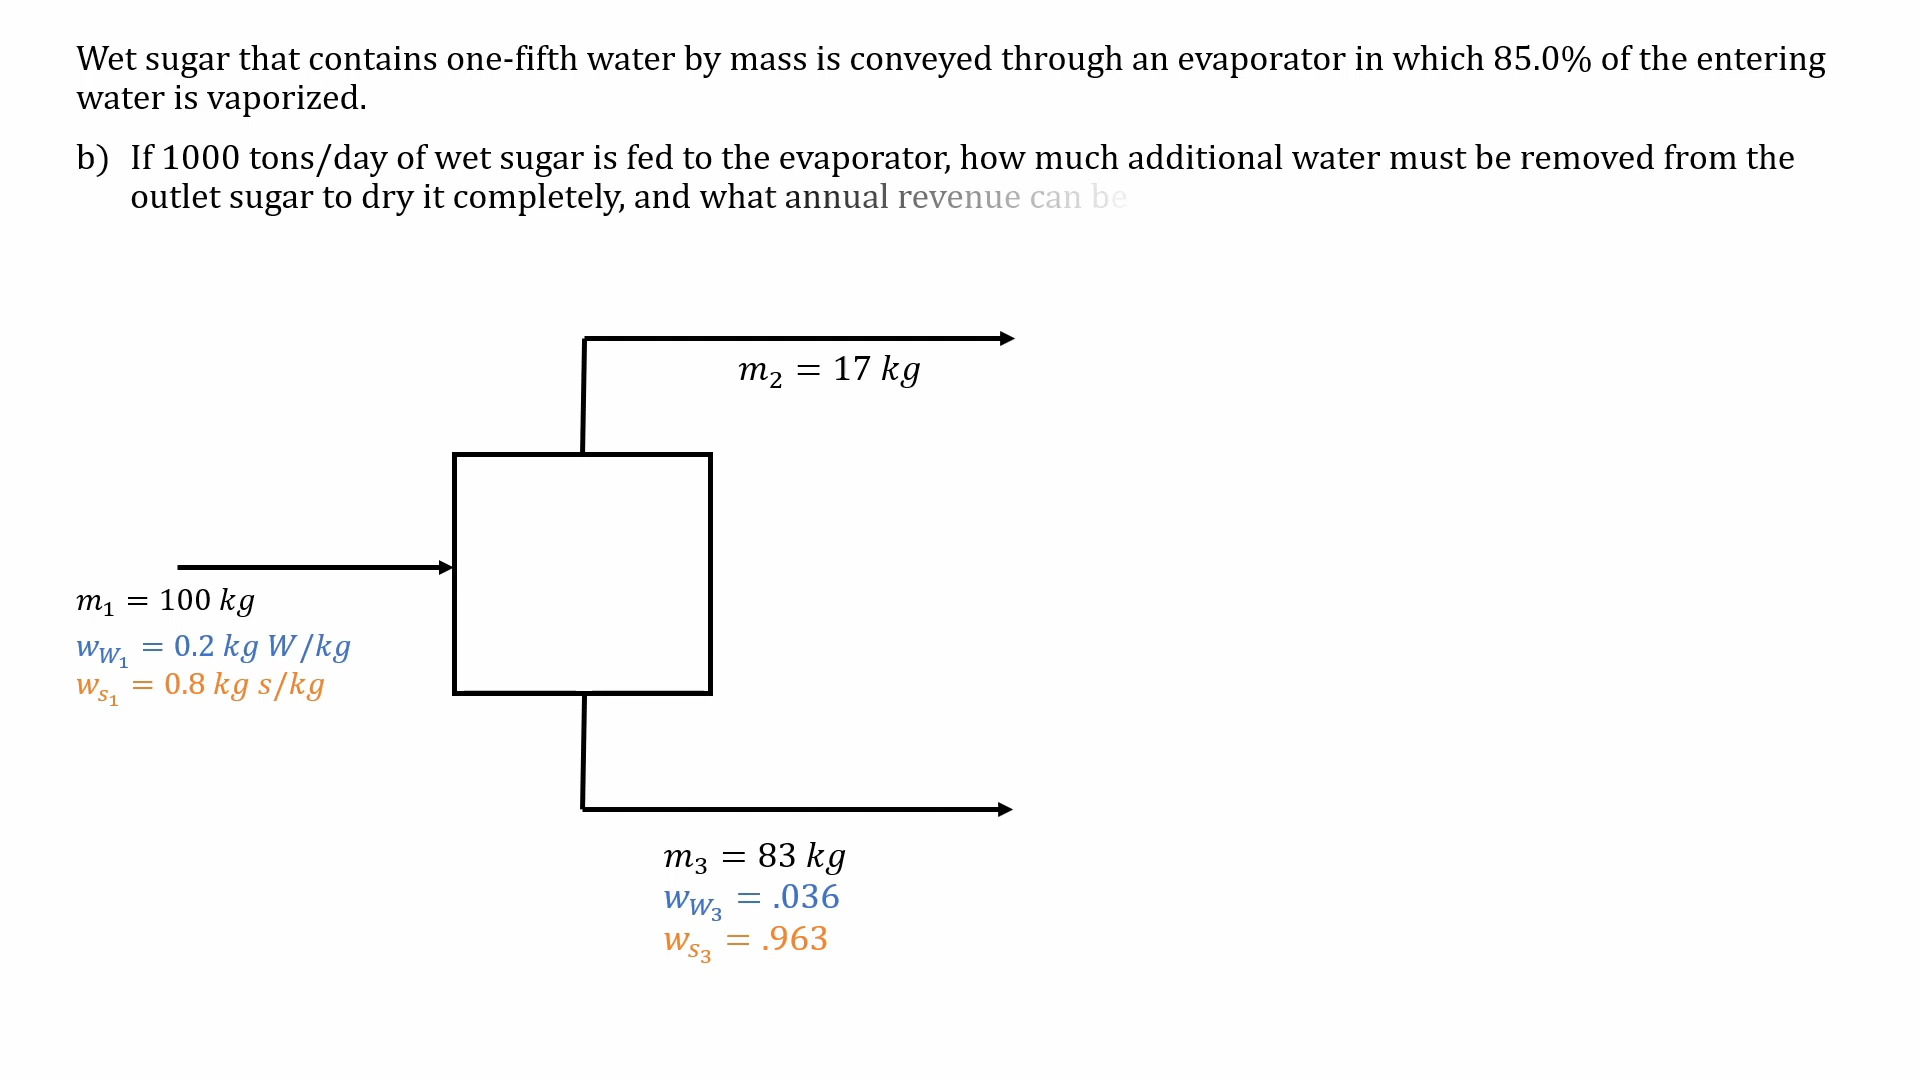 Wet sugar that contains one-fifth water by mass is conveyed through an evaporator in which 85.0% of the entering
water is vaporized.
b) If 1000 tons/day of wet sugar is fed to the evaporator, how much additional water must be removed from the
outlet sugar to dry it completely, and what annual revenue can be
m₂ = 17 kg
m₁ = 100 kg
w_W₁ = 0.2 kg W/kg
w_S₁ = 0.8 kg s/kg
m₃ = 83 kg
w_W₃ = .036
w_S₃ = .963